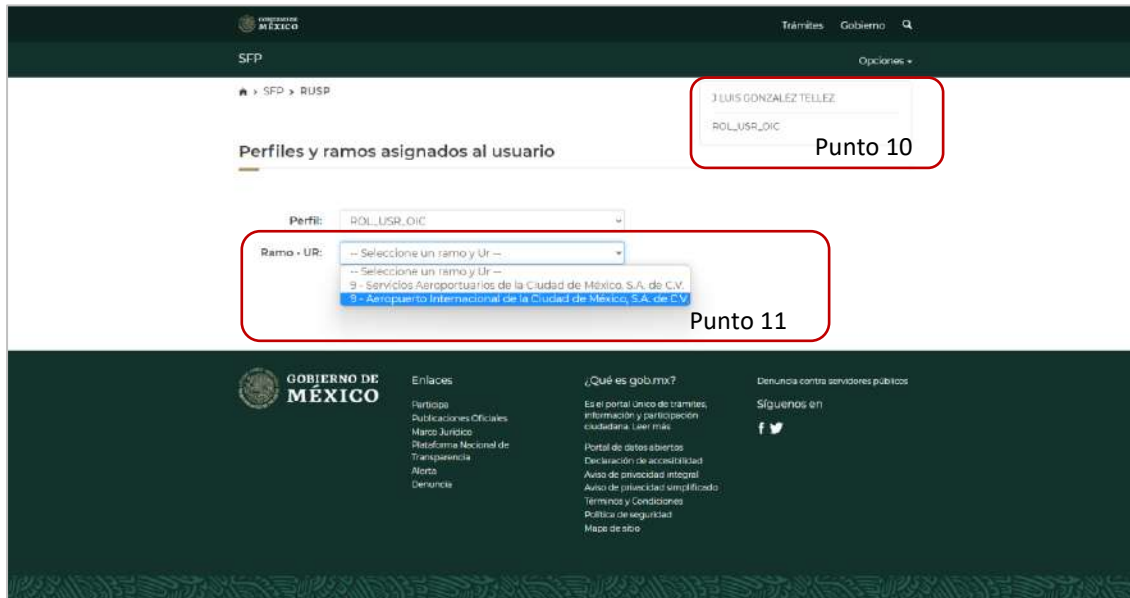 GOBIERNO DE
MÉXICO
Trámites Gobierno
SFP
Opciones
> SFP > RUSP
J LUIS GONZALEZ TELLEZ
ROL_USR_OIC
Punto 10
Perfiles y ramos asignados al usuario
Perfil: ROL_USR_OIC
Ramo - UR: -- Seleccione un ramo y Ur --
-- Seleccione un ramo y Ur --
9 - Servicios Aeroportuarios de la Ciudad de México, S.A. de C.V.
9 - Aeropuerto Internacional de la Ciudad de México, S.A. de C.V.
Punto 11
GOBIERNO DE
MÉXICO
Enlaces
Participa
Publicaciones Oficiales
Marco Jurídico
Plataforma Nacional de
Transparencia
Alerta
Denuncia
¿Qué es gob.mx?
Es el portal único de trámites,
información y participación
ciudadana. Leer más
Portal de datos abiertos
Declaración de accesibilidad
Aviso de privacidad integral
Aviso de privacidad simplificado
Términos y Condiciones
Política de seguridad
Mapa de sitio
Denuncia contra servidores públicos
Síguenos en